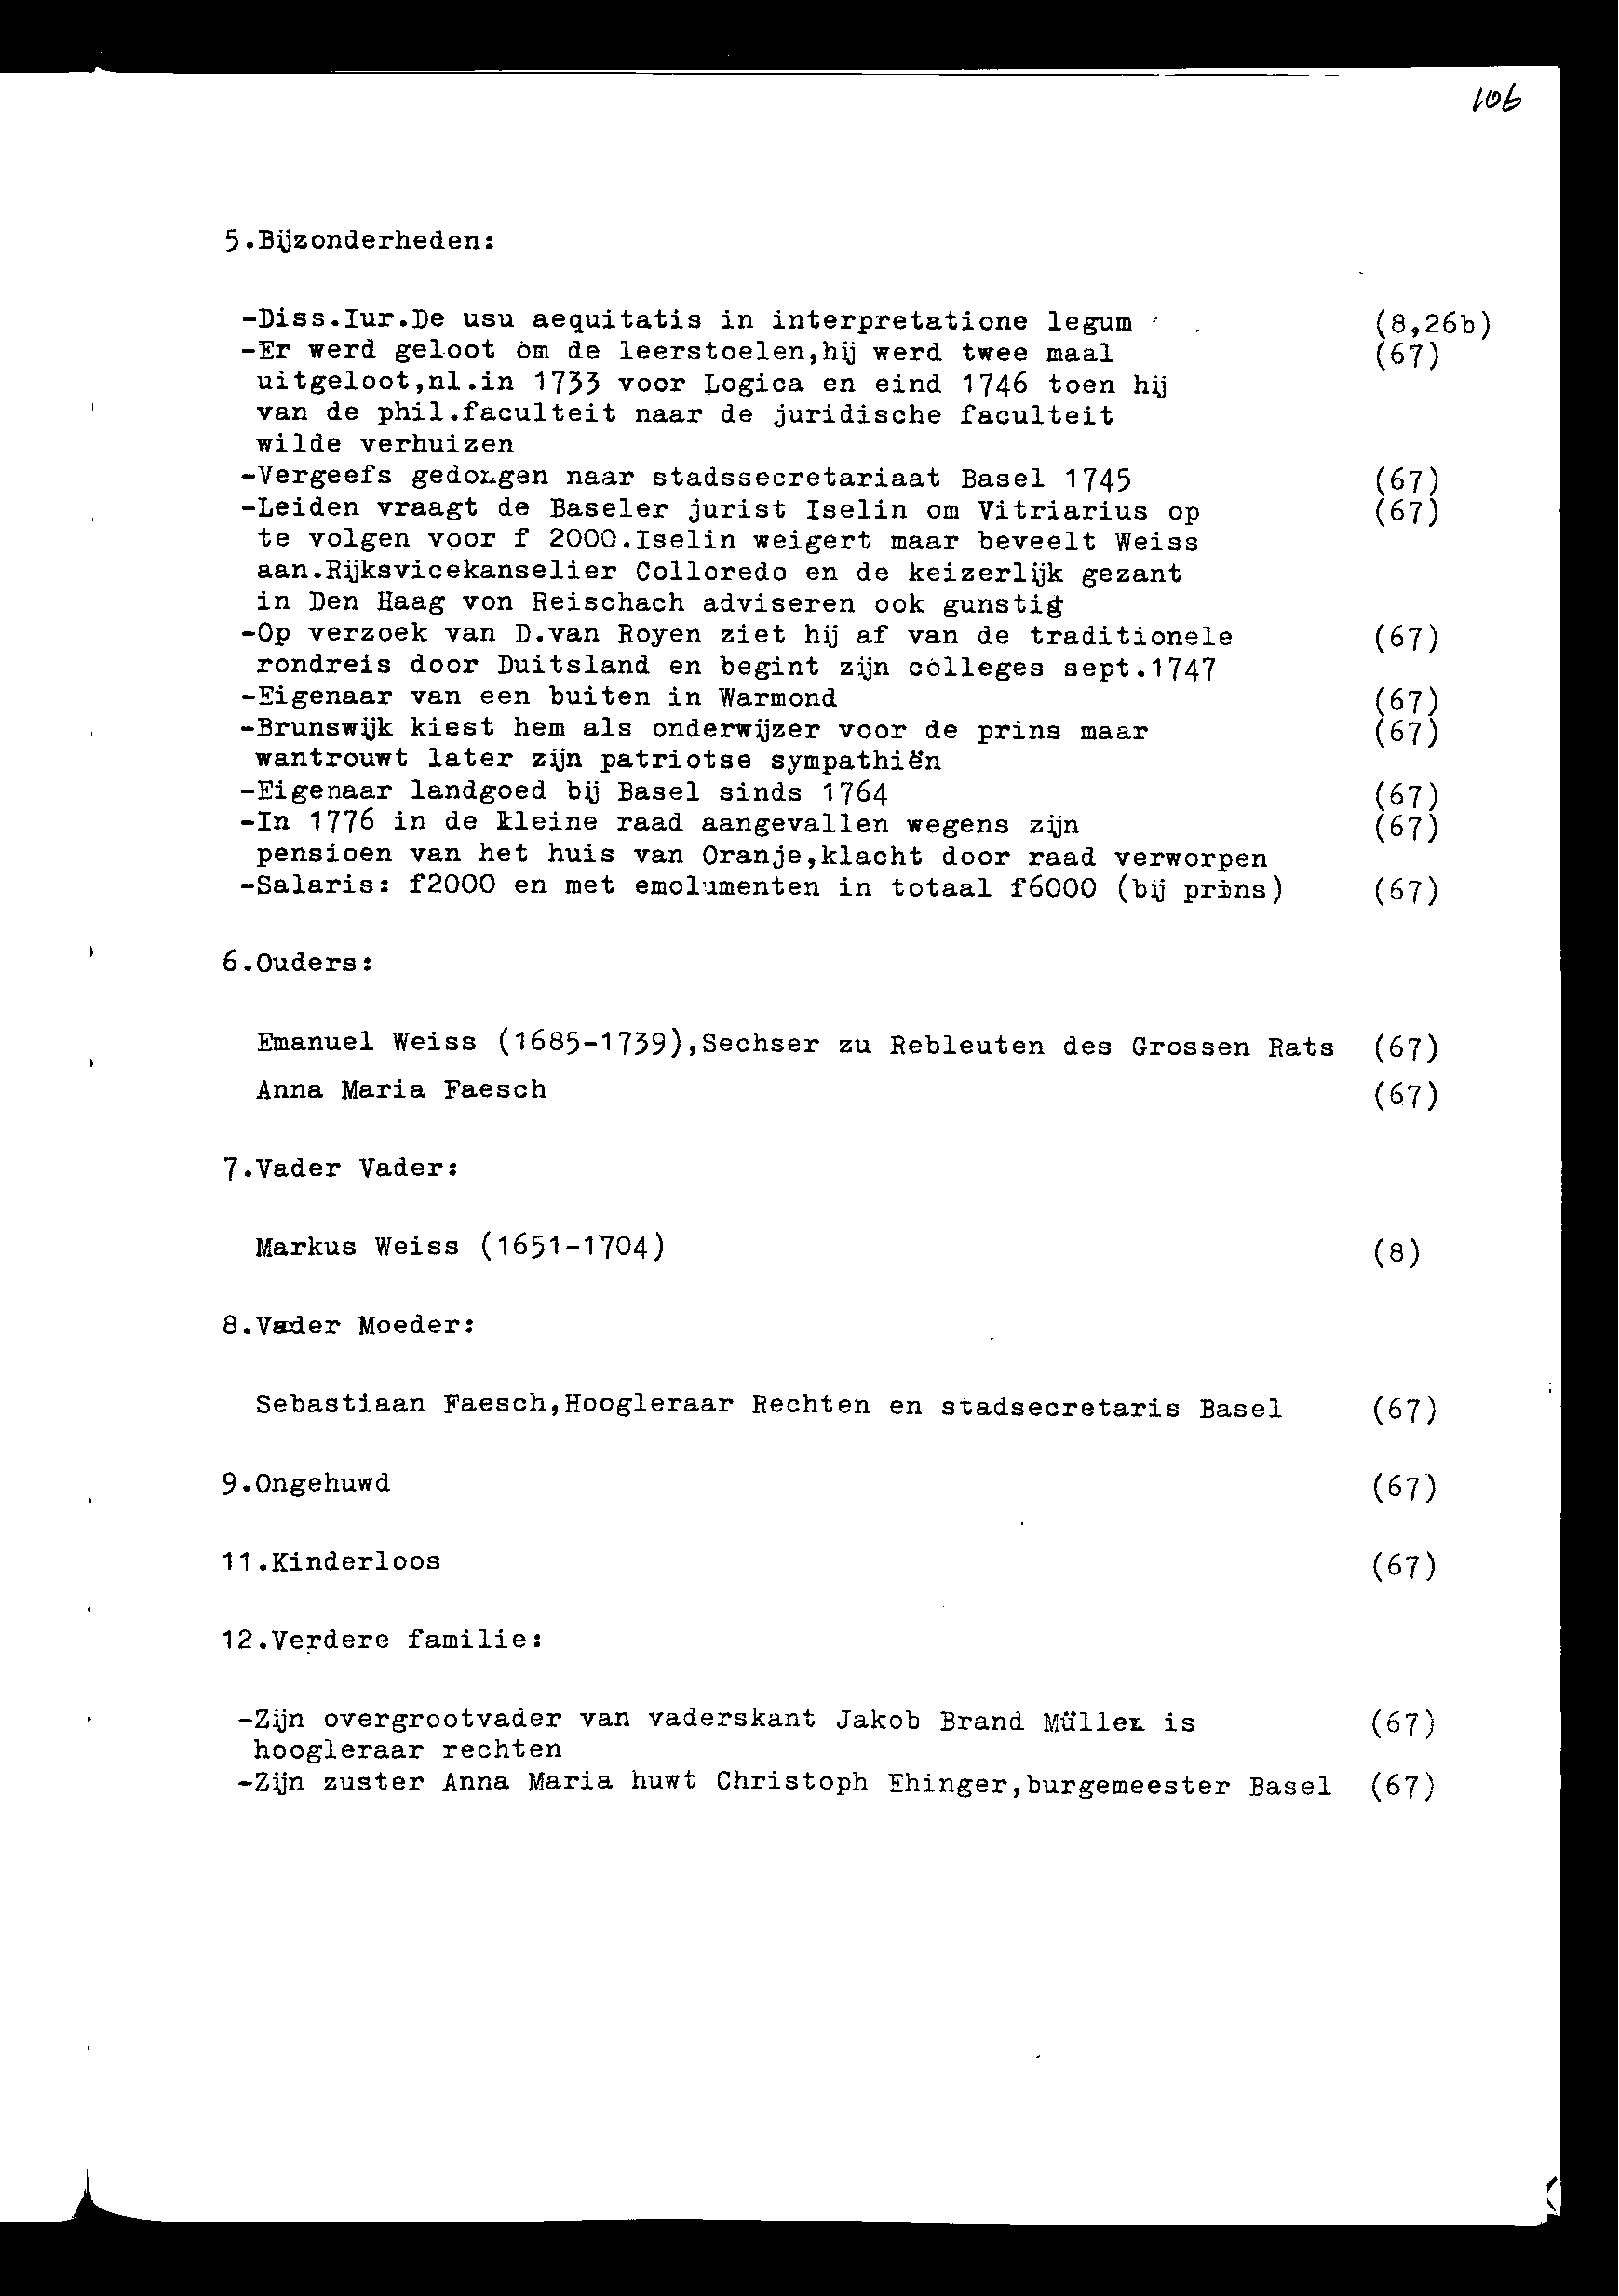 106
5.Bijzonderheden:
-Diss.Iur.De usu aequitatis in interpretatione legum (8,26b)
-Er werd geloot om de leerstoelen,hij werd twee maal (67)
uitgeloot,nl.in 1733 voor Logica en eind 1746 toen hij
van de phil.faculteit naar de juridische faculteit
wilde verhuizen
-Vergeefs gedongen naar stadssecretariaat Basel 1745 (67)
-Leiden vraagt de Baseler jurist Iselin om Vitriarius op (67)
te volgen voor f 2000.Iselin weigert maar beveelt Weiss
aan.Rijksvicekanselier Colloredo en de keizerlijk gezant
in Den Haag von Reischach adviseren ook gunstig
-Op verzoek van D.van Royen ziet hij af van de traditionele (67)
rondreis door Duitsland en begint zijn colleges sept.1747
-Eigenaar van een buiten in Warmond (67)
-Brunswijk kiest hem als onderwijzer voor de prins maar (67)
wantrouwt later zijn patriotse sympathiën
-Eigenaar landgoed bij Basel sinds 1764 (67)
-In 1776 in de kleine raad aangevallen wegens zijn (67)
pensioen van het huis van Oranje,klacht door raad verworpen
-Salaris: f2000 en met emolumenten in totaal f6000 (bij prins) (67)
6.Ouders:
Emanuel Weiss (1685-1739),Sechser zu Rebleuten des Grossen Rats (67)
Anna Maria Faesch (67)
7.Vader Vader:
Markus Weiss (1651-1704) (8)
8.Vader Moeder:
Sebastiaan Faesch,Hoogleraar Rechten en stadsecretaris Basel (67)
9.Ongehuwd (67)
11.Kinderloos (67)
12.Verdere familie:
-Zijn overgrootvader van vaderskant Jakob Brand Müller is (67)
hoogleraar rechten
-Zijn zuster Anna Maria huwt Christoph Ehinger,burgemeester Basel (67)